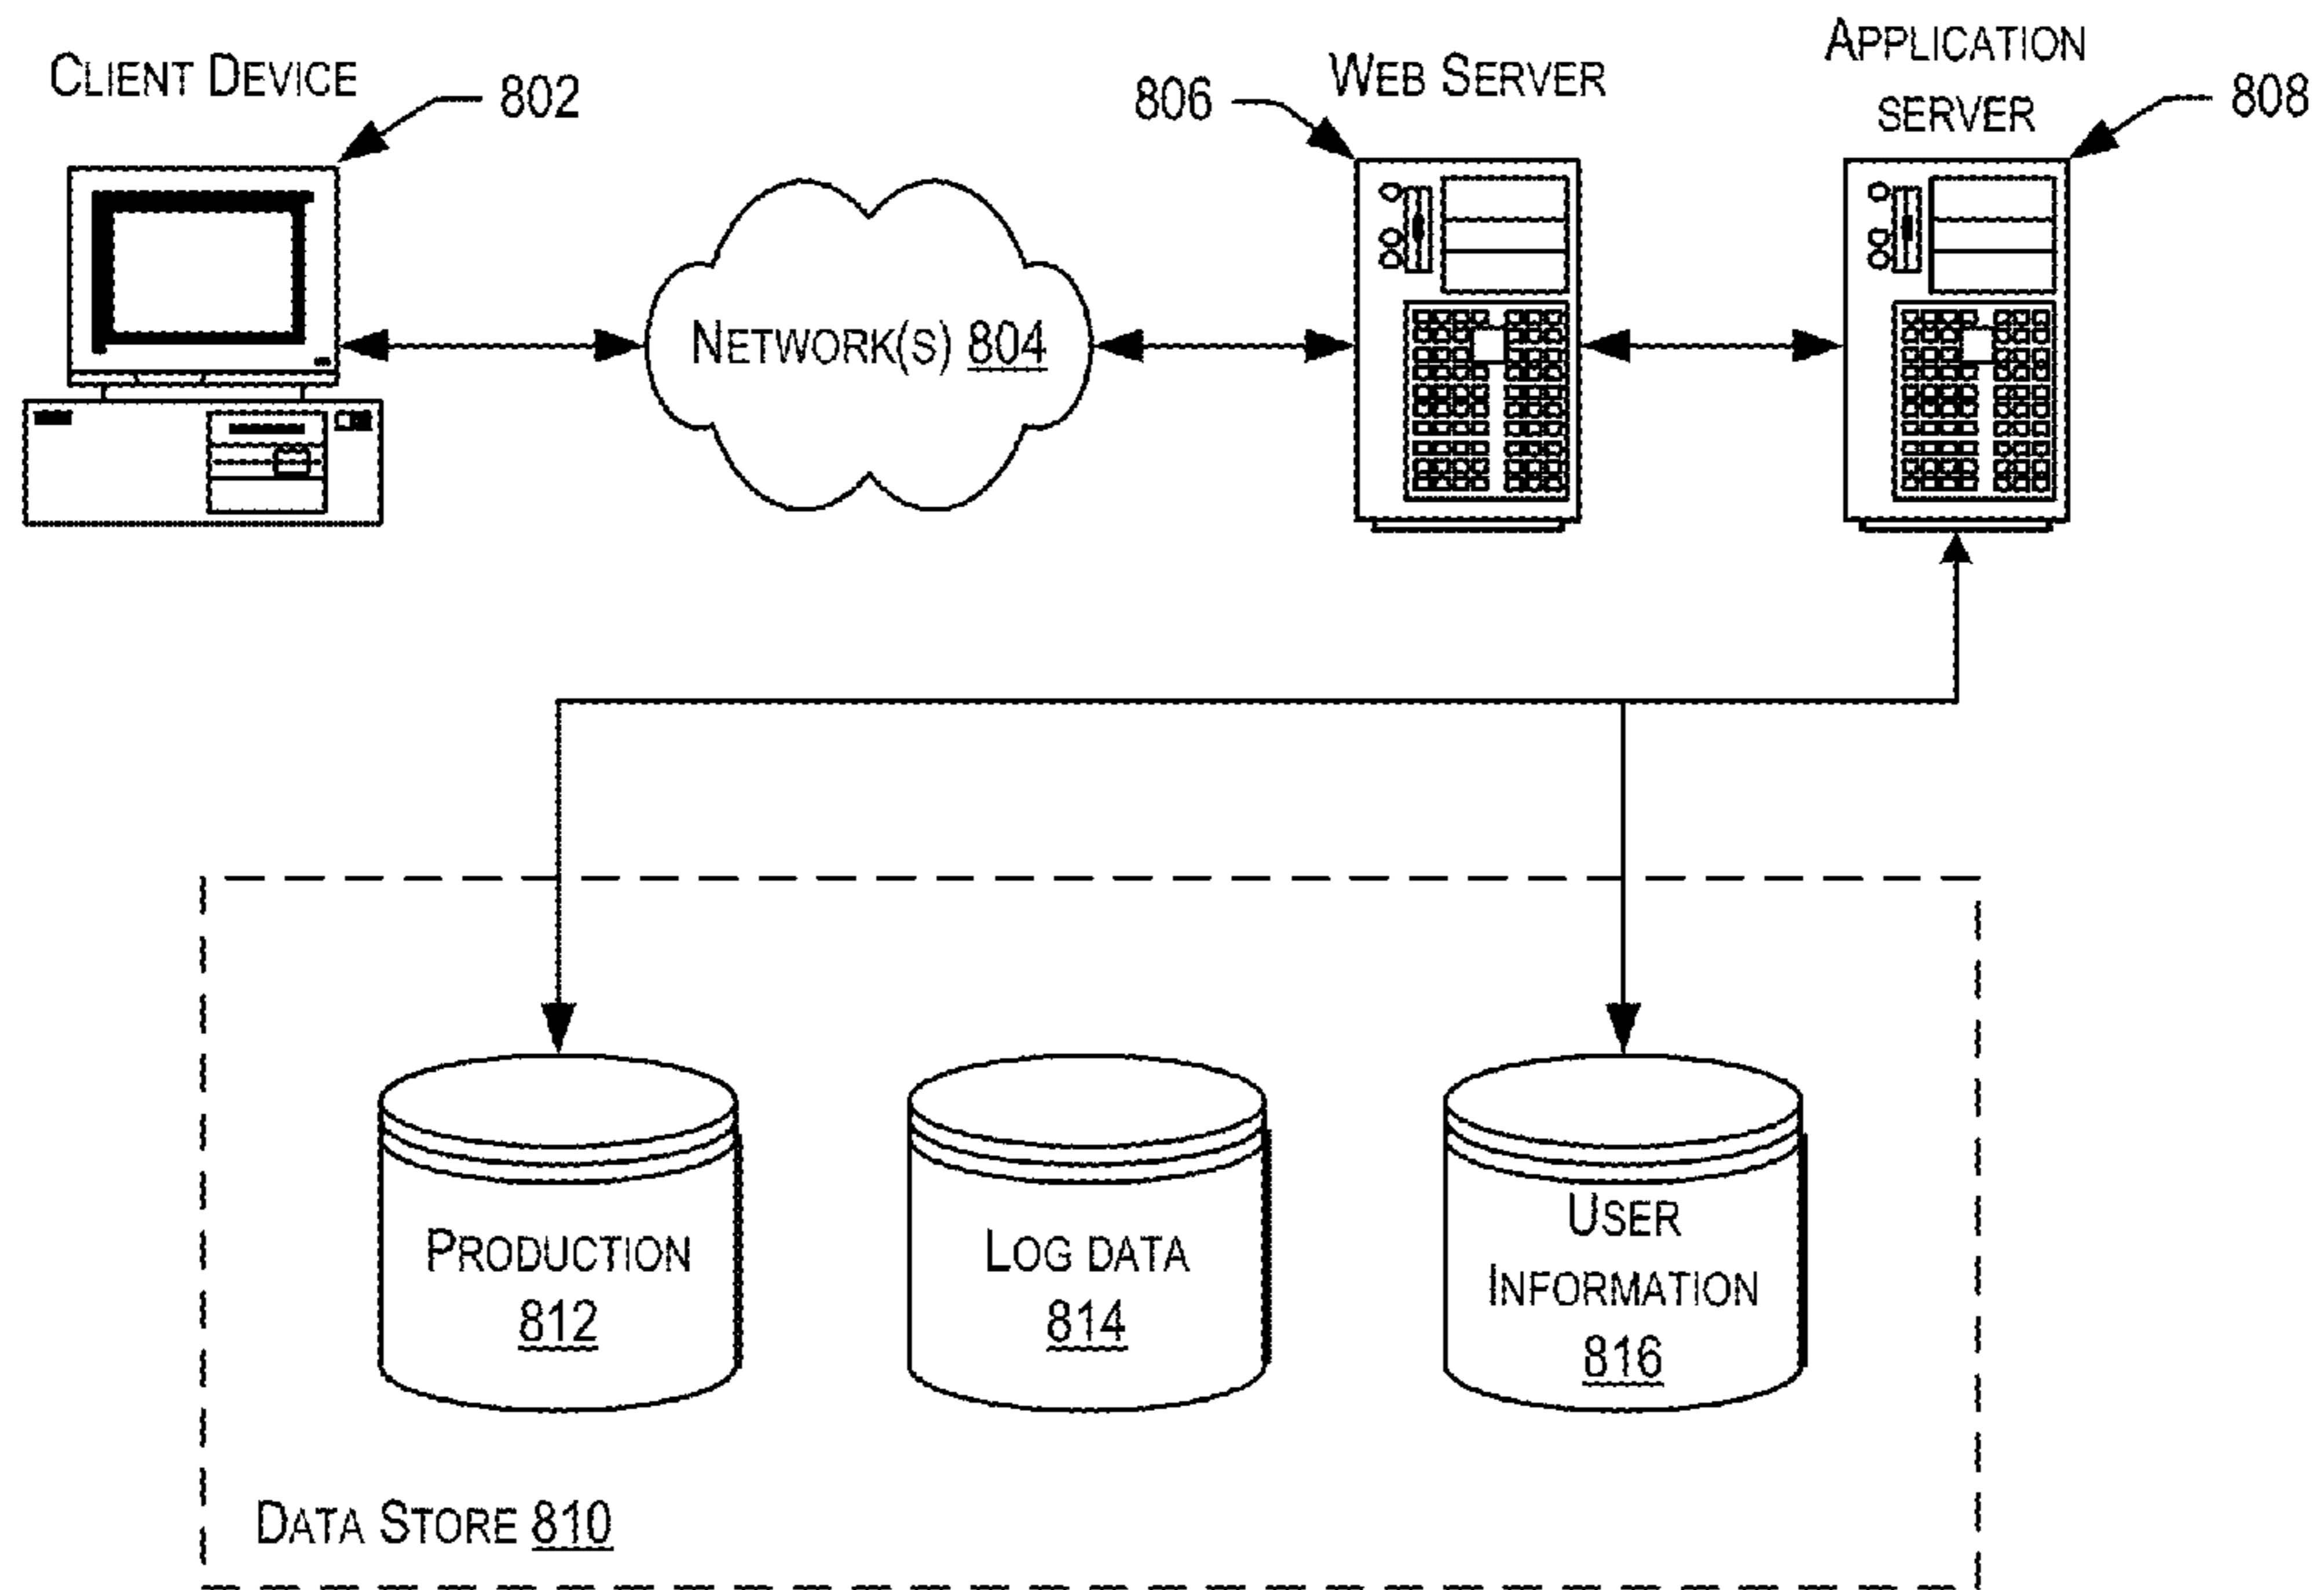 CLIENT DEVICE
802
806
WEB SERVER
APPLICATION
SERVER
808
NETWORK(S) 804
PRODUCTION
812
LOG DATA
814
USER
INFORMATION
816
DATA STORE 810